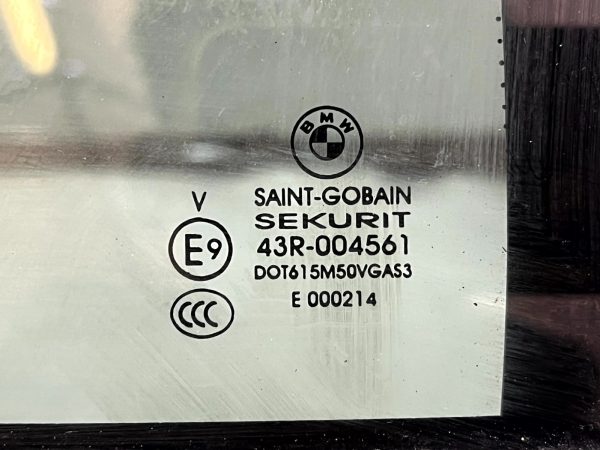 BMW
SAINT-GOBAIN
SEKURIT
V
E9
43R-004561
DOT615M50VGAS3
CCC
E 000214